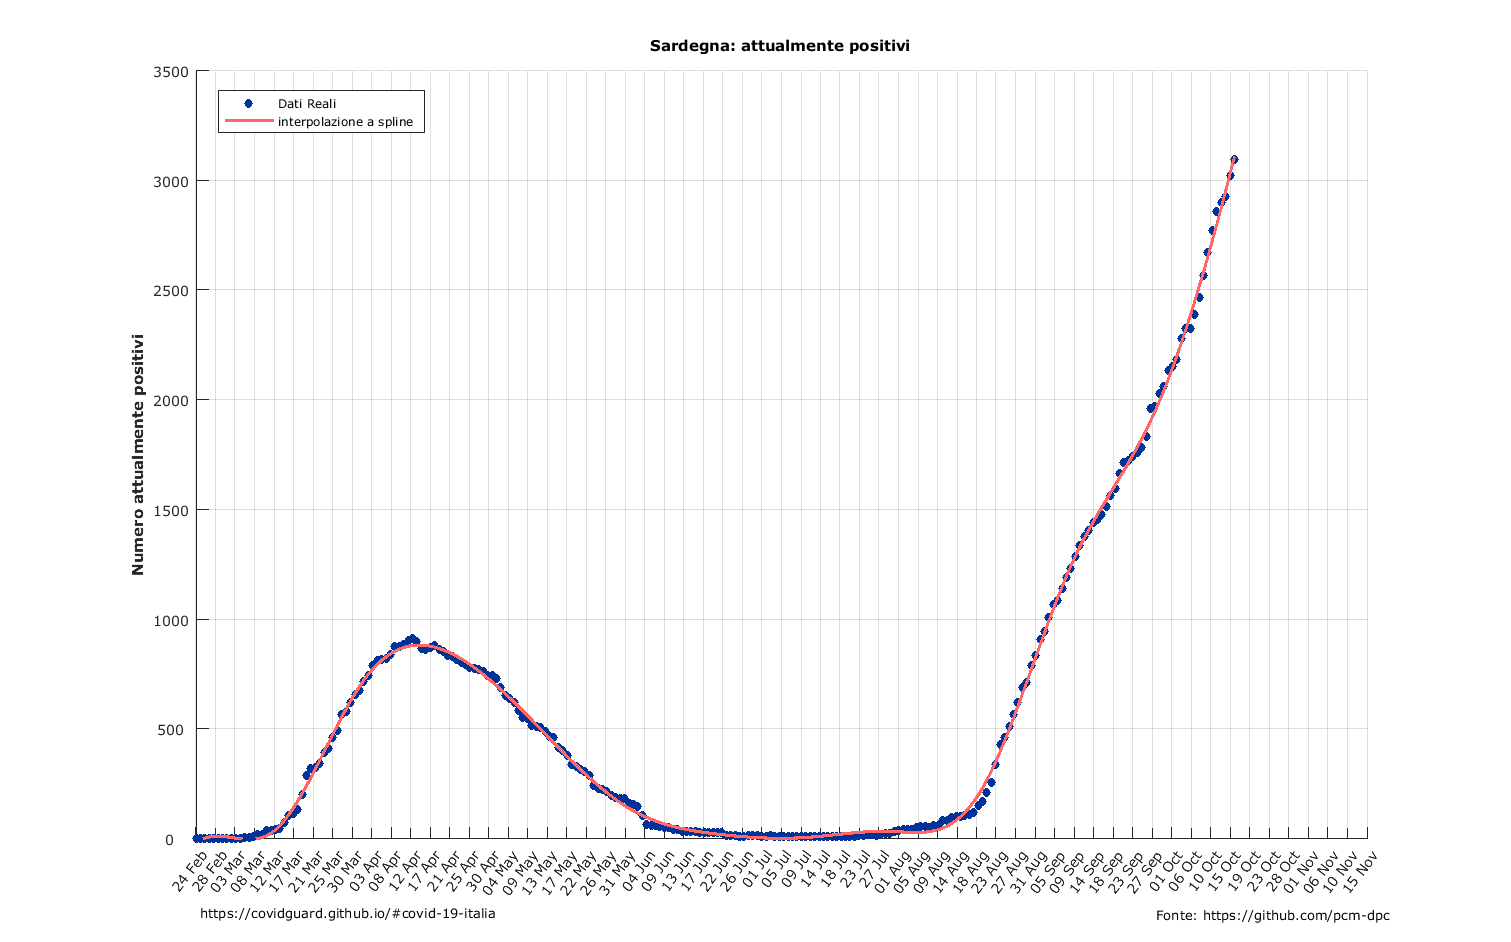 Sardegna: attualmente positivi
Dati Reali
interpolazione a spline
Numero attualmente positivi
3500
3000
2500
2000
1500
1000
500
0
24 Feb
28 Feb
03 Mar
08 Mar
12 Mar
17 Mar
21 Mar
25 Mar
30 Mar
03 Apr
08 Apr
12 Apr
17 Apr
21 Apr
25 Apr
30 Apr
04 May
09 May
13 May
17 May
22 May
26 May
31 May
04 Jun
09 Jun
13 Jun
17 Jun
22 Jun
26 Jun
01 Jul
05 Jul
09 Jul
14 Jul
18 Jul
23 Jul
27 Jul
01 Aug
05 Aug
09 Aug
14 Aug
18 Aug
23 Aug
27 Aug
31 Aug
05 Sep
09 Sep
14 Sep
18 Sep
23 Sep
27 Sep
01 Oct
06 Oct
10 Oct
15 Oct
19 Oct
23 Oct
28 Oct
01 Nov
06 Nov
10 Nov
15 Nov
https://covidguard.github.io/#covid-19-italia
Fonte: https://github.com/pcm-dpc